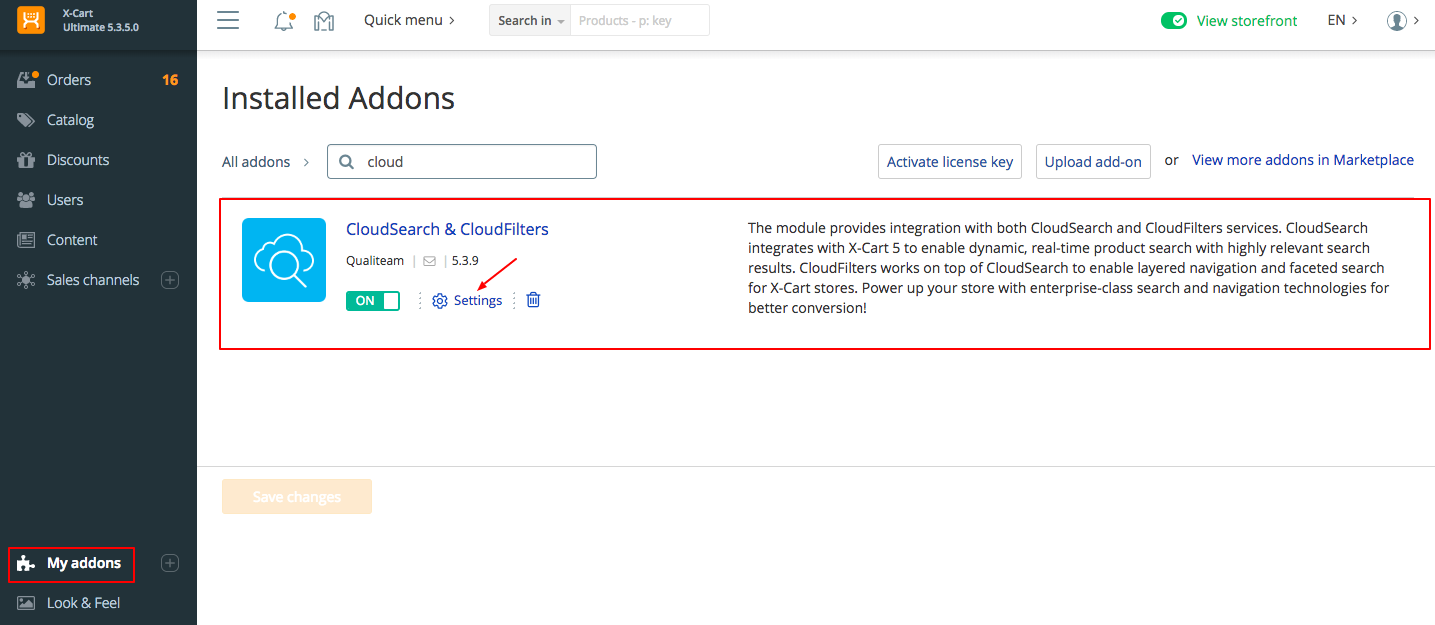 X-Cart
Ultimate 5.3.5.0
Quick menu
Search in
Products - p: key
View storefront
EN
Orders 16
Catalog
Discounts
Users
Content
Sales channels
My addons
Look & Feel
Installed Addons
All addons
cloud
Activate license key
Upload add-on
or
View more addons in Marketplace
CloudSearch & CloudFilters
Qualiteam | 5.3.9
ON
Settings
The module provides integration with both CloudSearch and CloudFilters services. CloudSearch
integrates with X-Cart 5 to enable dynamic, real-time product search with highly relevant search
results. CloudFilters works on top of CloudSearch to enable layered navigation and faceted search
for X-Cart stores. Power up your store with enterprise-class search and navigation technologies for
better conversion!
Save changes